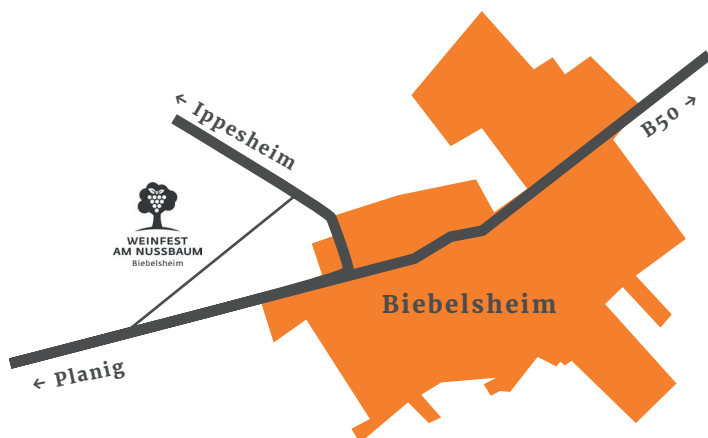 ← Ippesheim
B50 →
WEINFEST
AM NUSSBAUM
Biebelsheim
Biebelsheim
← Planig